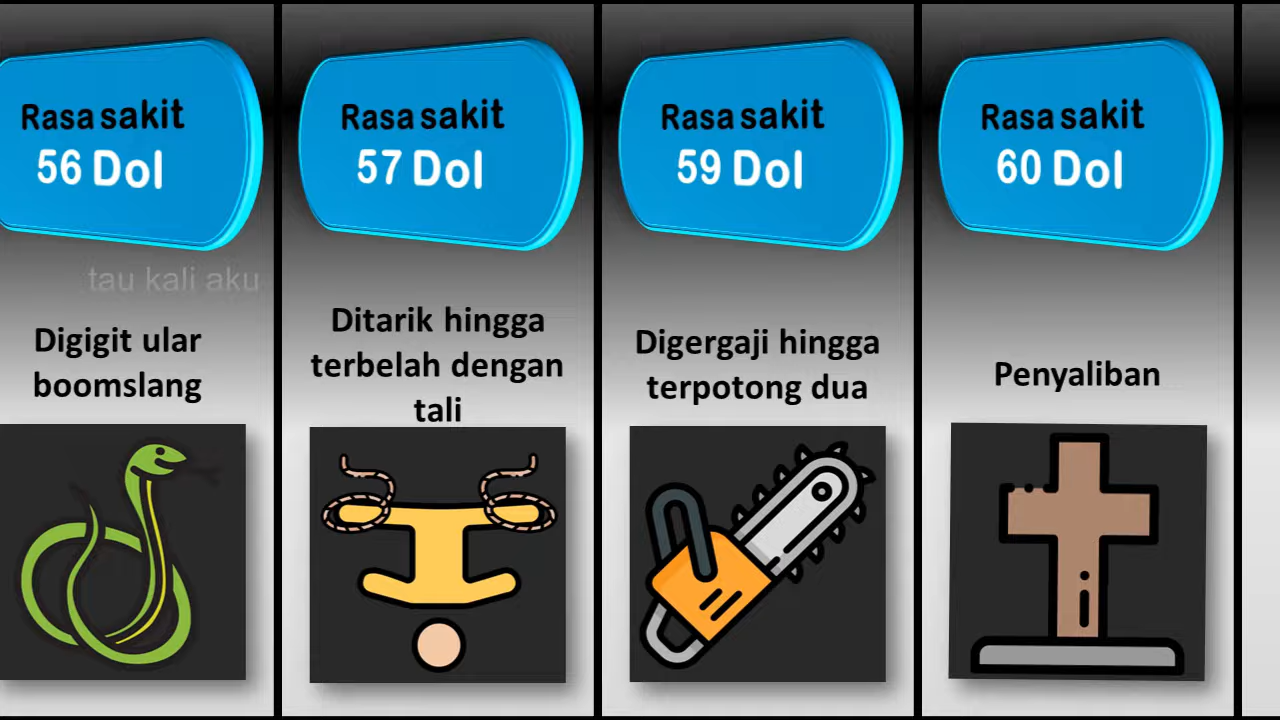 Rasa sakit
56 Dol
tau kali aku
Digigit ular
boomslang
Rasa sakit
57 Dol
Ditarik hingga
terbelah dengan
tali
Rasa sakit
59 Dol
Digergaji hingga
terpotong dua
Rasa sakit
60 Dol
Penyaliban